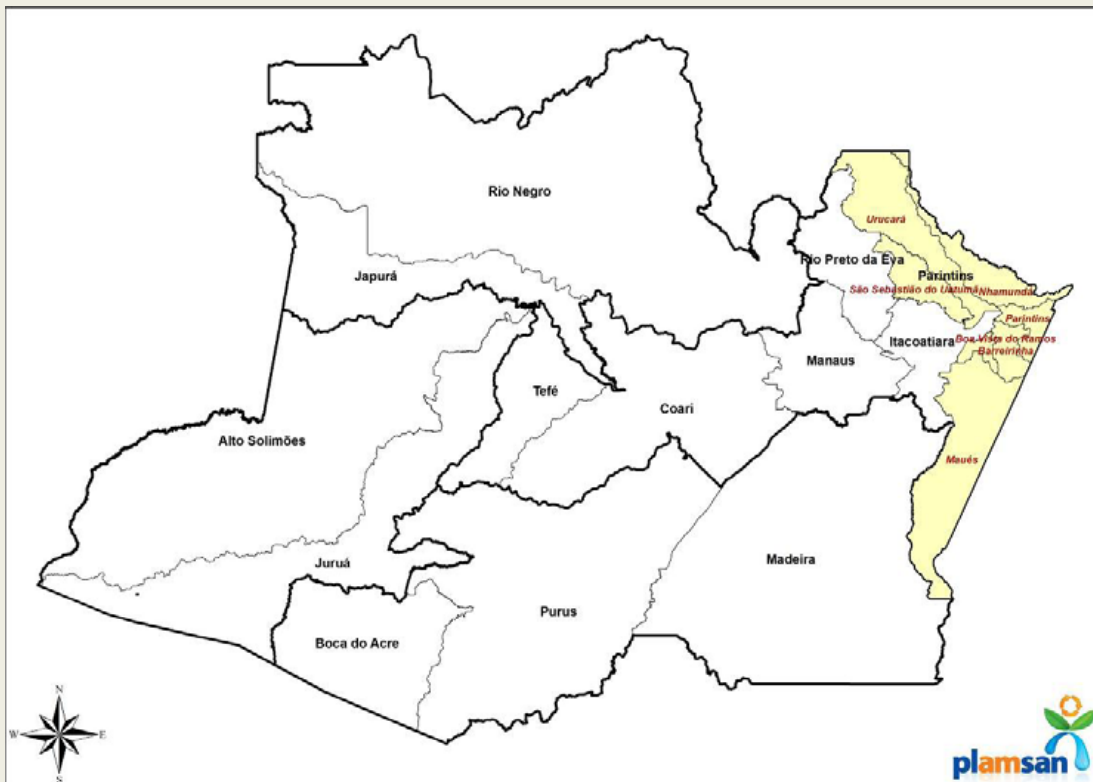 Rio Negro
Urucará
Rio Preto da Eva
Parintins
Japurá
São Sebastião do Uatumã
Nhamundá
Parintins
Itacoatiara
Boa Vista do Ramos
Barreirinha
Manaus
Tefé
Coari
Alto Solimões
Maués
Madeira
Juruá
Purus
Boca do Acre
N
W
E
S
plamsan